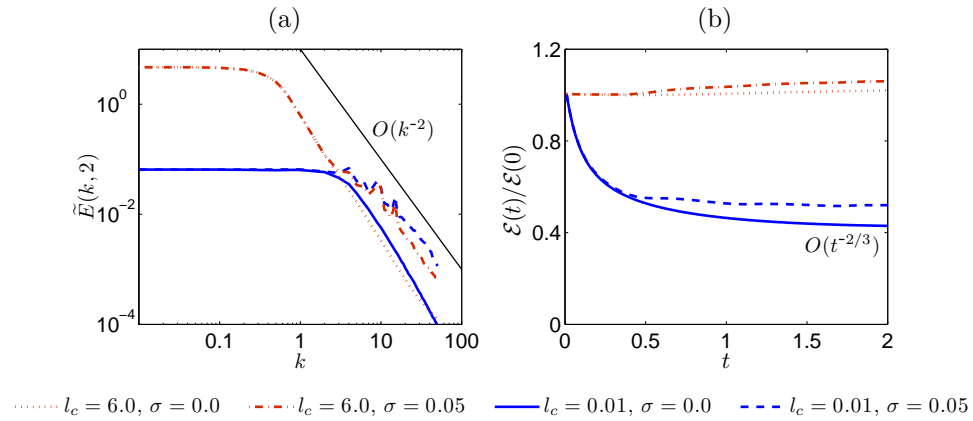 (a)
(b)
Ẽ(k, 2)
10⁰
10⁻²
10⁻⁴
0.1
1
10
100
k
O(k⁻²)
ℰ(t)/ℰ(0)
1.2
0.8
0.4
0
0
0.5
1
1.5
2
t
O(t⁻²/³)
l_c = 6.0, σ = 0.0
l_c = 6.0, σ = 0.05
l_c = 0.01, σ = 0.0
l_c = 0.01, σ = 0.05